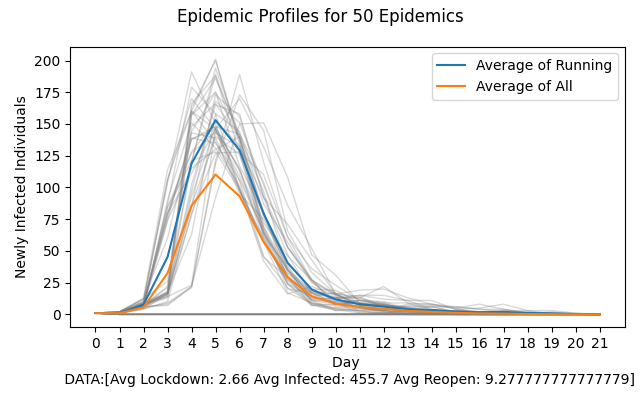 Epidemic Profiles for 50 Epidemics
Newly Infected Individuals
200
175
150
125
100
75
50
25
0
Average of Running
Average of All
0 1 2 3 4 5 6 7 8 9 10 11 12 13 14 15 16 17 18 19 20 21
Day
DATA:[Avg Lockdown: 2.66 Avg Infected: 455.7 Avg Reopen: 9.277777777777779]